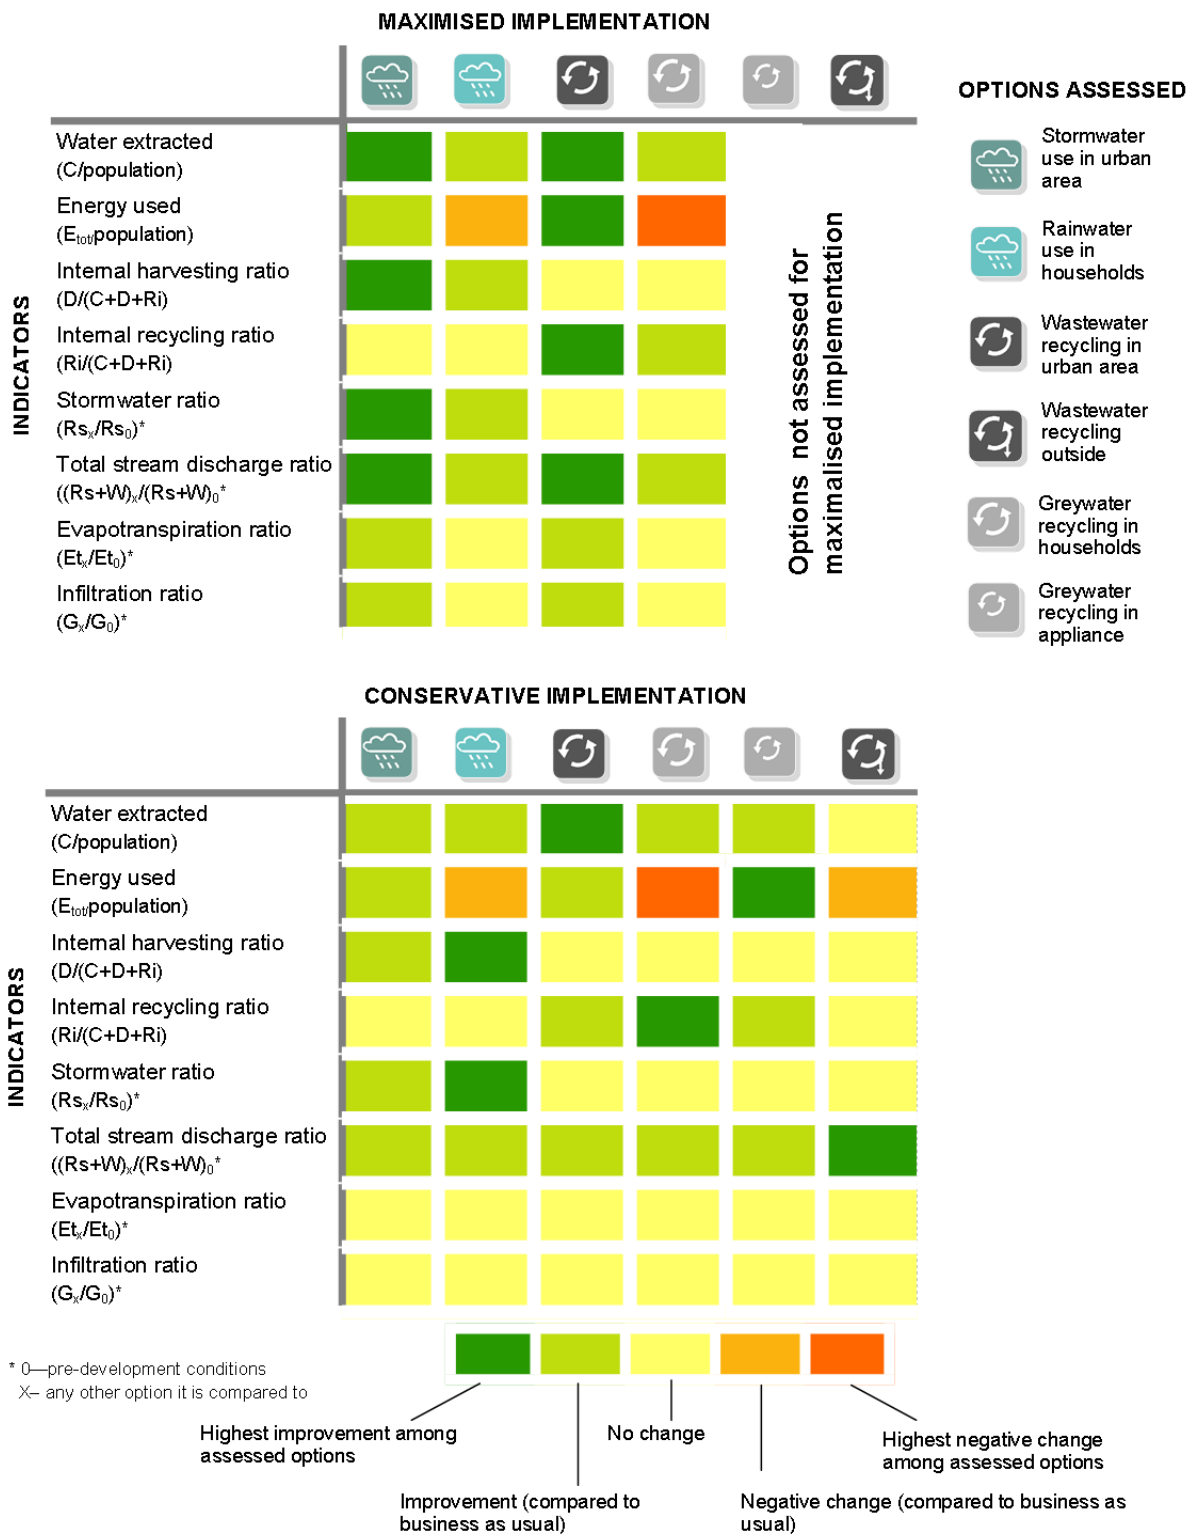 MAXIMISED IMPLEMENTATION
OPTIONS ASSESSED
Stormwater
use in urban
area
Rainwater
use in
households
Wastewater
recycling in
urban area
Wastewater
recycling
outside
Greywater
recycling in
households
Greywater
recycling in
appliance
INDICATORS
Water extracted
(C/population)
Energy used
(Etot/population)
Internal harvesting ratio
(D/(C+D+Ri)
Internal recycling ratio
(Ri/(C+D+Ri)
Stormwater ratio
(Rsx/Rs0)*
Total stream discharge ratio
((Rs+W)x/(Rs+W)0*
Evapotranspiration ratio
(Etx/Et0)*
Infiltration ratio
(Gx/G0)*
Options not assessed for
maximalised implementation
CONSERVATIVE IMPLEMENTATION
INDICATORS
Water extracted
(C/population)
Energy used
(Etot/population)
Internal harvesting ratio
(D/(C+D+Ri)
Internal recycling ratio
(Ri/(C+D+Ri)
Stormwater ratio
(Rsx/Rs0)*
Total stream discharge ratio
((Rs+W)x/(Rs+W)0*
Evapotranspiration ratio
(Etx/Et0)*
Infiltration ratio
(Gx/G0)*
* 0—pre-development conditions
X– any other option it is compared to
Highest improvement among
assessed options
Improvement (compared to
business as usual)
No change
Negative change (compared to business as
usual)
Highest negative change
among assessed options